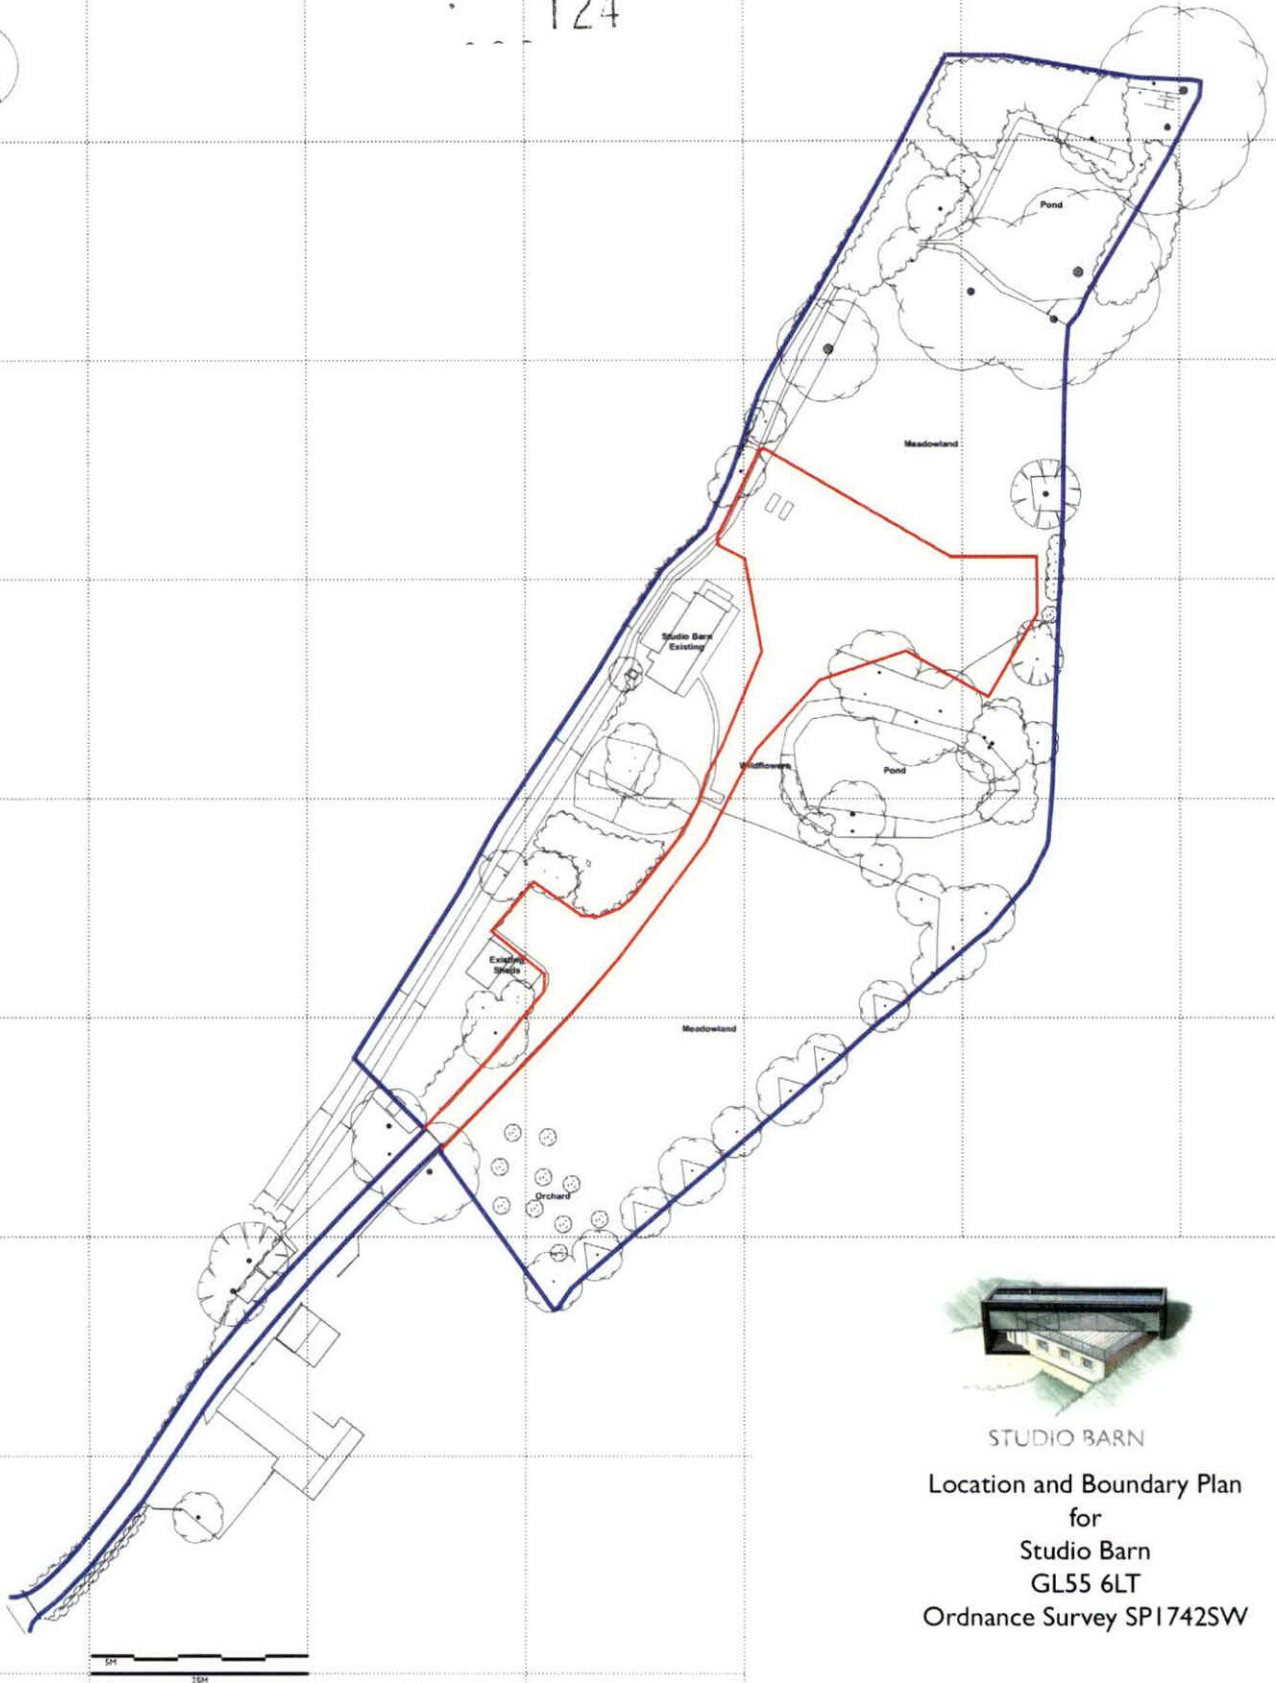 124
Pond
Meadowland
Studio Barn
Existing
Wildflowers
Pond
Existing
Sheds
Meadowland
Orchard
STUDIO BARN
Location and Boundary Plan
for
Studio Barn
GL55 6LT
Ordnance Survey SP1742SW
5M
25M